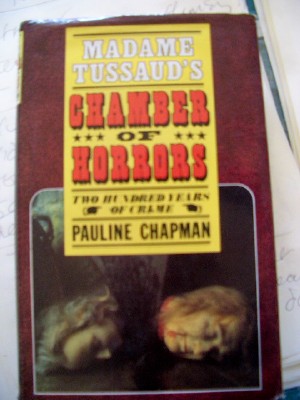 MADAME
TUSSAUD'S
CHAMBER
OF
HORRORS
TWO HUNDRED YEARS
OF CRIME
PAULINE CHAPMAN